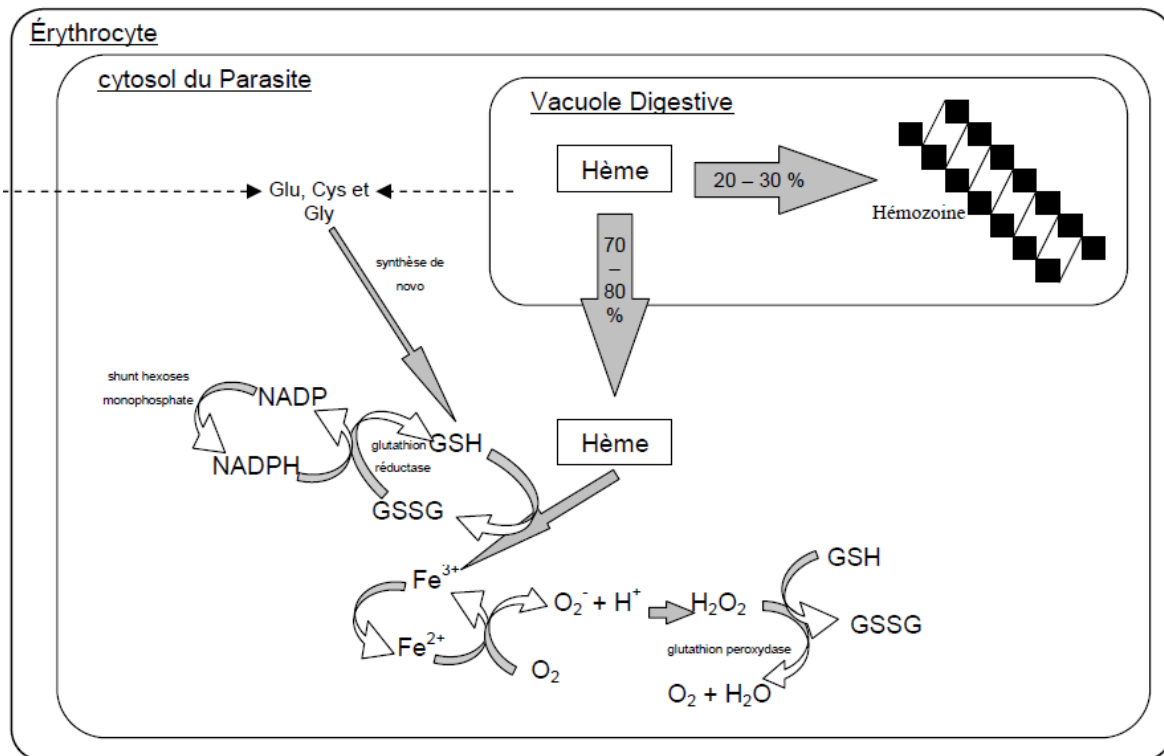 Érythrocyte
cytosol du Parasite
Vacuole Digestive
Hème
20 – 30 %
Hémozoine
70
–
80
%
Glu, Cys et
Gly
synthèse de
novo
shunt hexoses
monophosphate
NADP
NADPH
glutathion
réductase
GSH
GSSG
Hème
Fe³⁺
Fe²⁺
O₂
O₂⁻ + H⁺
H₂O₂
GSH
GSSG
glutathion peroxydase
O₂ + H₂O